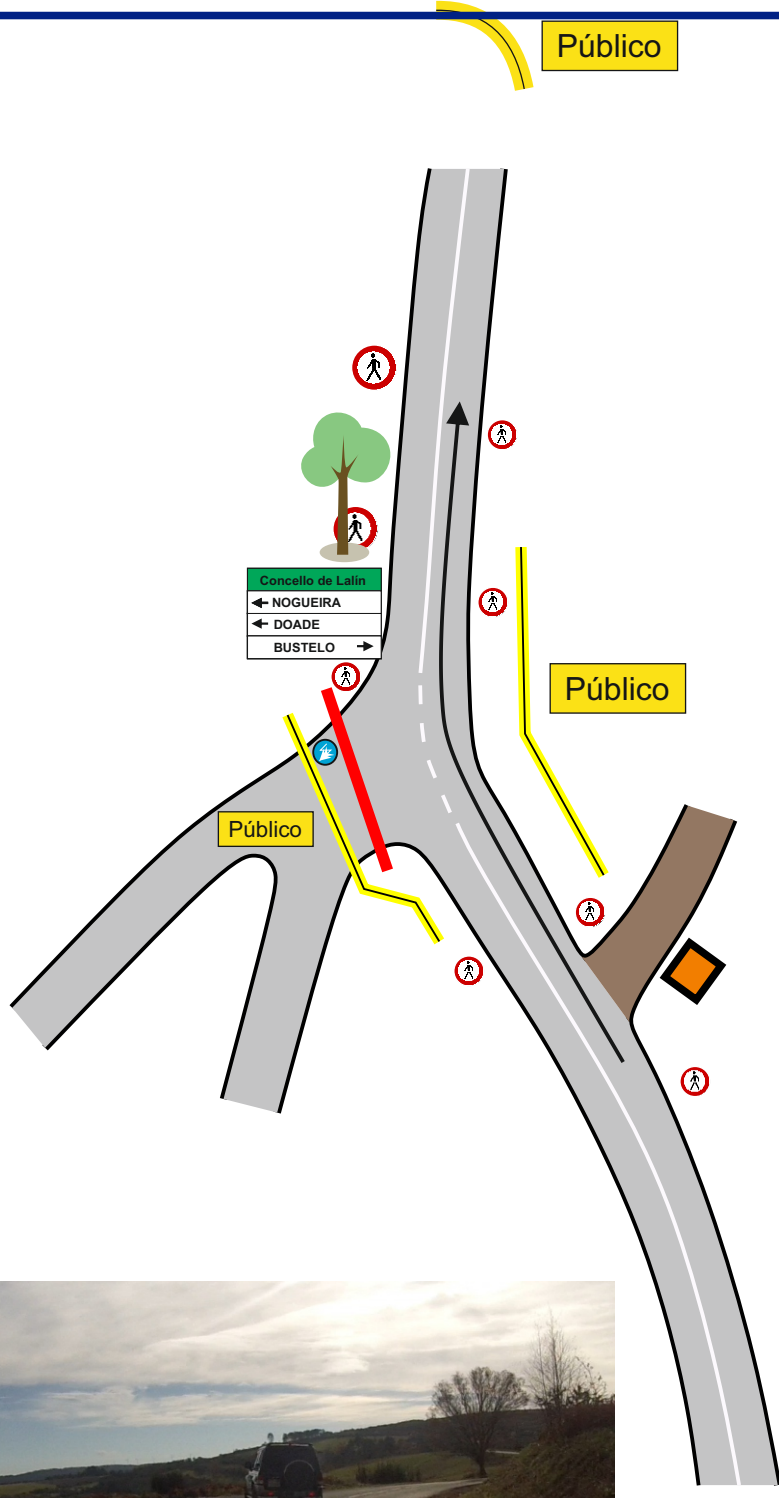 Público
Concello de Lalín
NOGUEIRA
DOADE
BUSTELO
Público
Público